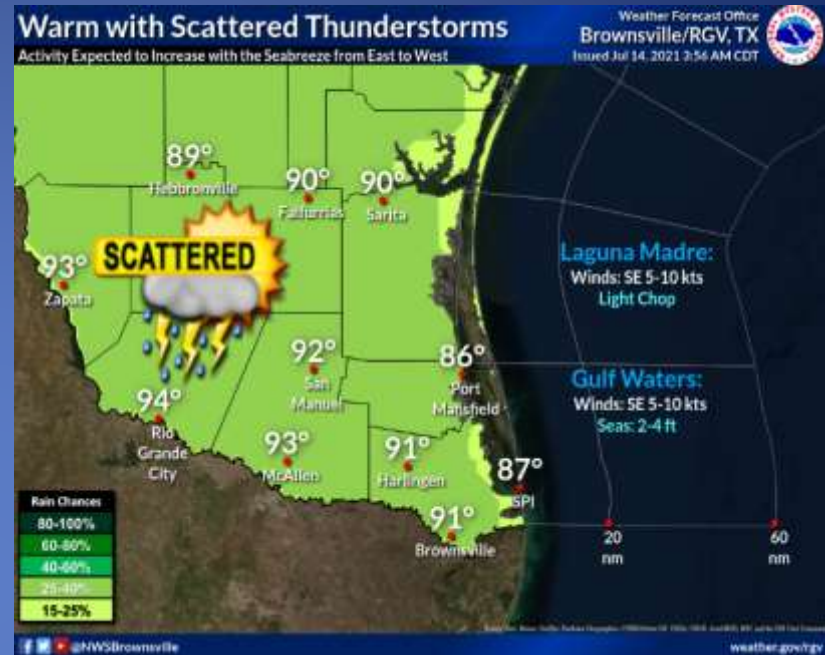 Warm with Scattered Thunderstorms
Activity Expected to Increase with the Seabreeze from East to West
Weather Forecast Office
Brownsville/RGV, TX
Issued Jul 14, 2021 3:56 AM CDT
89°
Hebbronville
90°
Falfurrias
90°
Sarita
SCATTERED
93°
Zapata
Laguna Madre:
Winds: SE 5-10 kts
Light Chop
92°
San
Manuel
86°
Port
Mansfield
Gulf Waters:
Winds: SE 5-10 kts
Seas: 2-4 ft
94°
Rio
Grande
City
93°
McAllen
91°
Harlingen
87°
SPI
91°
Brownsville
20
nm
60
nm
Rain Chances
80-100%
60-80%
40-60%
25-40%
15-25%
@NWSBrownsville
weather.gov/rgv